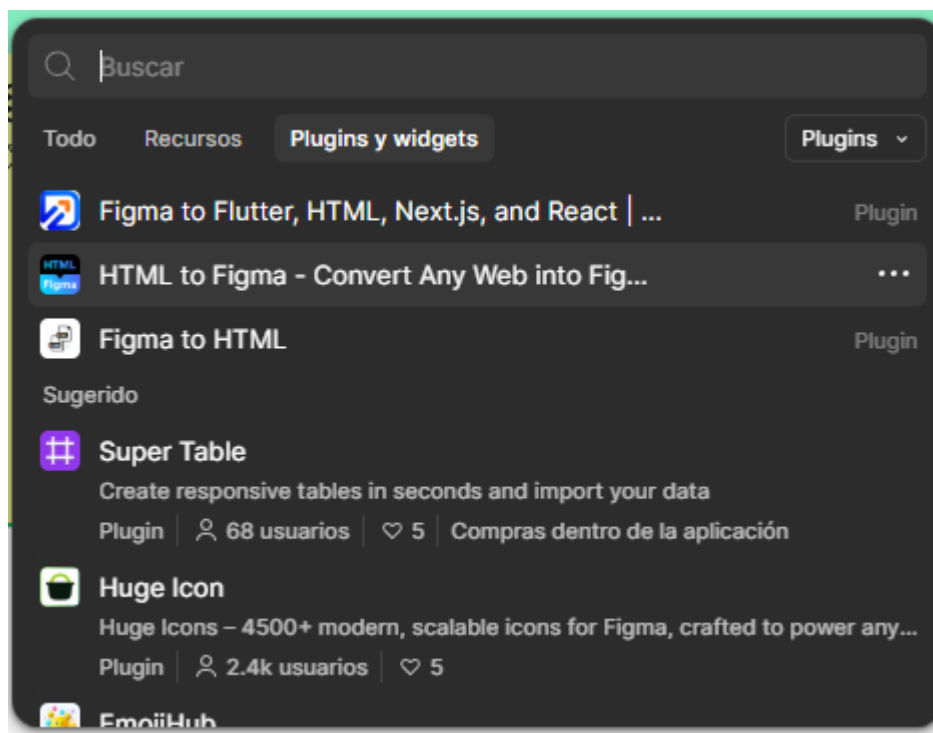 Buscar
Todo Recursos Plugins y widgets Plugins
Figma to Flutter, HTML, Next.js, and React | ... Plugin
HTML Figma HTML to Figma - Convert Any Web into Fig... •••
Figma to HTML Plugin
Sugerido
Super Table
Create responsive tables in seconds and import your data
Plugin 68 usuarios 5 Compras dentro de la aplicación
Huge Icon
Huge Icons – 4500+ modern, scalable icons for Figma, crafted to power any...
Plugin 2.4k usuarios 5
EmojiHub